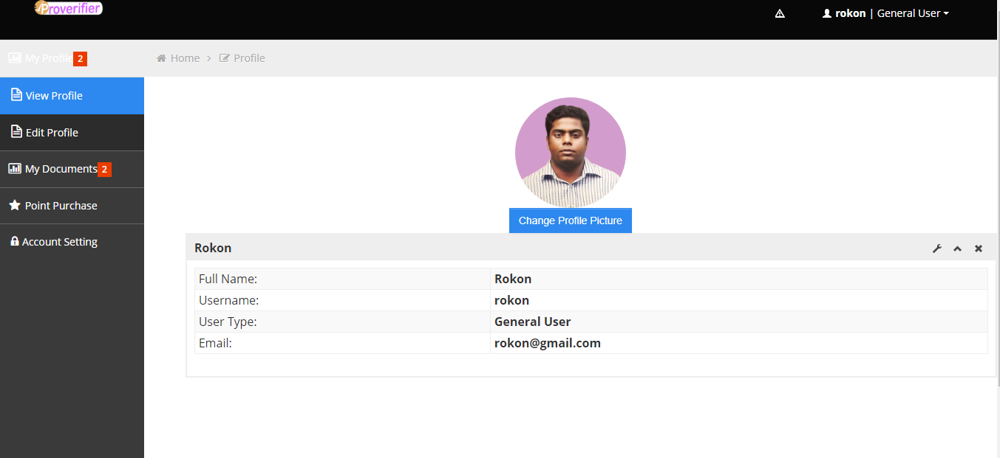 Proverifier
rokon | General User
My Profile 2
Home > Profile
View Profile
Edit Profile
My Documents 2
Point Purchase
Account Setting
Change Profile Picture
Rokon
Full Name: Rokon
Username: rokon
User Type: General User
Email: rokon@gmail.com